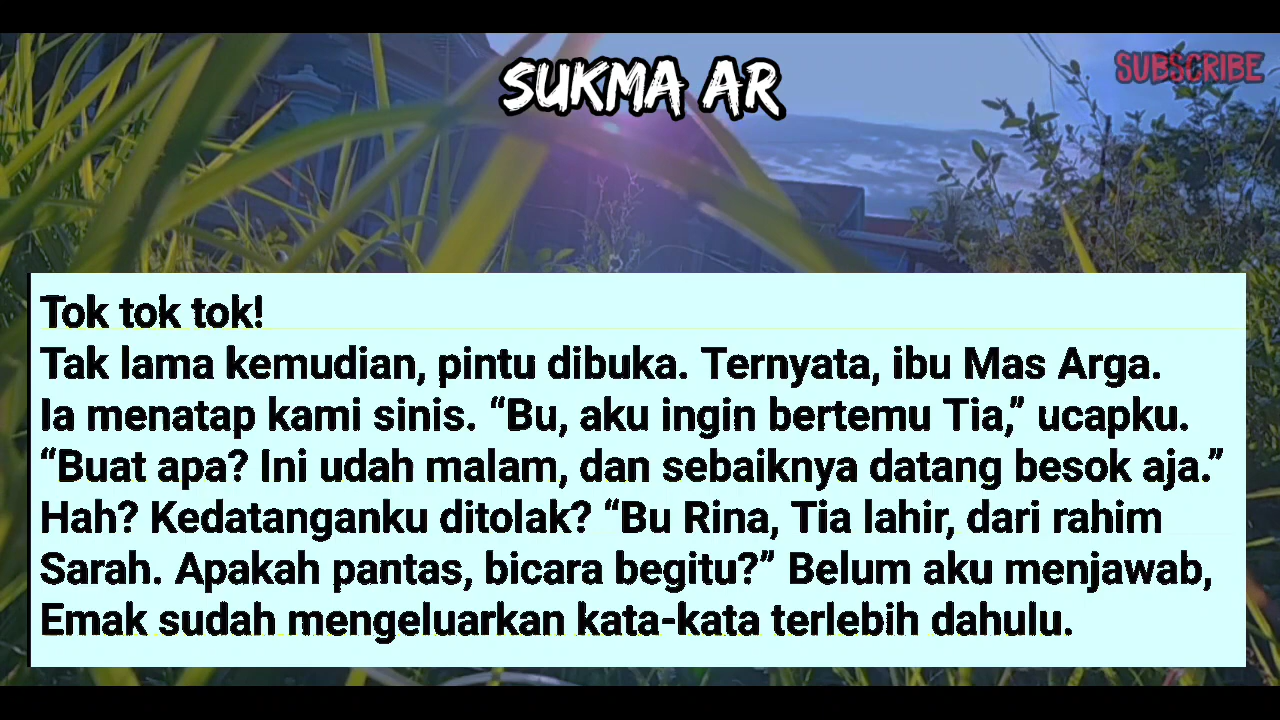 SUKMA AR
SUBSCRIBE
Tok tok tok!
Tak lama kemudian, pintu dibuka. Ternyata, ibu Mas Arga.
Ia menatap kami sinis. “Bu, aku ingin bertemu Tia,” ucapku.
“Buat apa? Ini udah malam, dan sebaiknya datang besok aja.”
Hah? Kedatanganku ditolak? “Bu Rina, Tia lahir, dari rahim
Sarah. Apakah pantas, bicara begitu?” Belum aku menjawab,
Emak sudah mengeluarkan kata-kata terlebih dahulu.